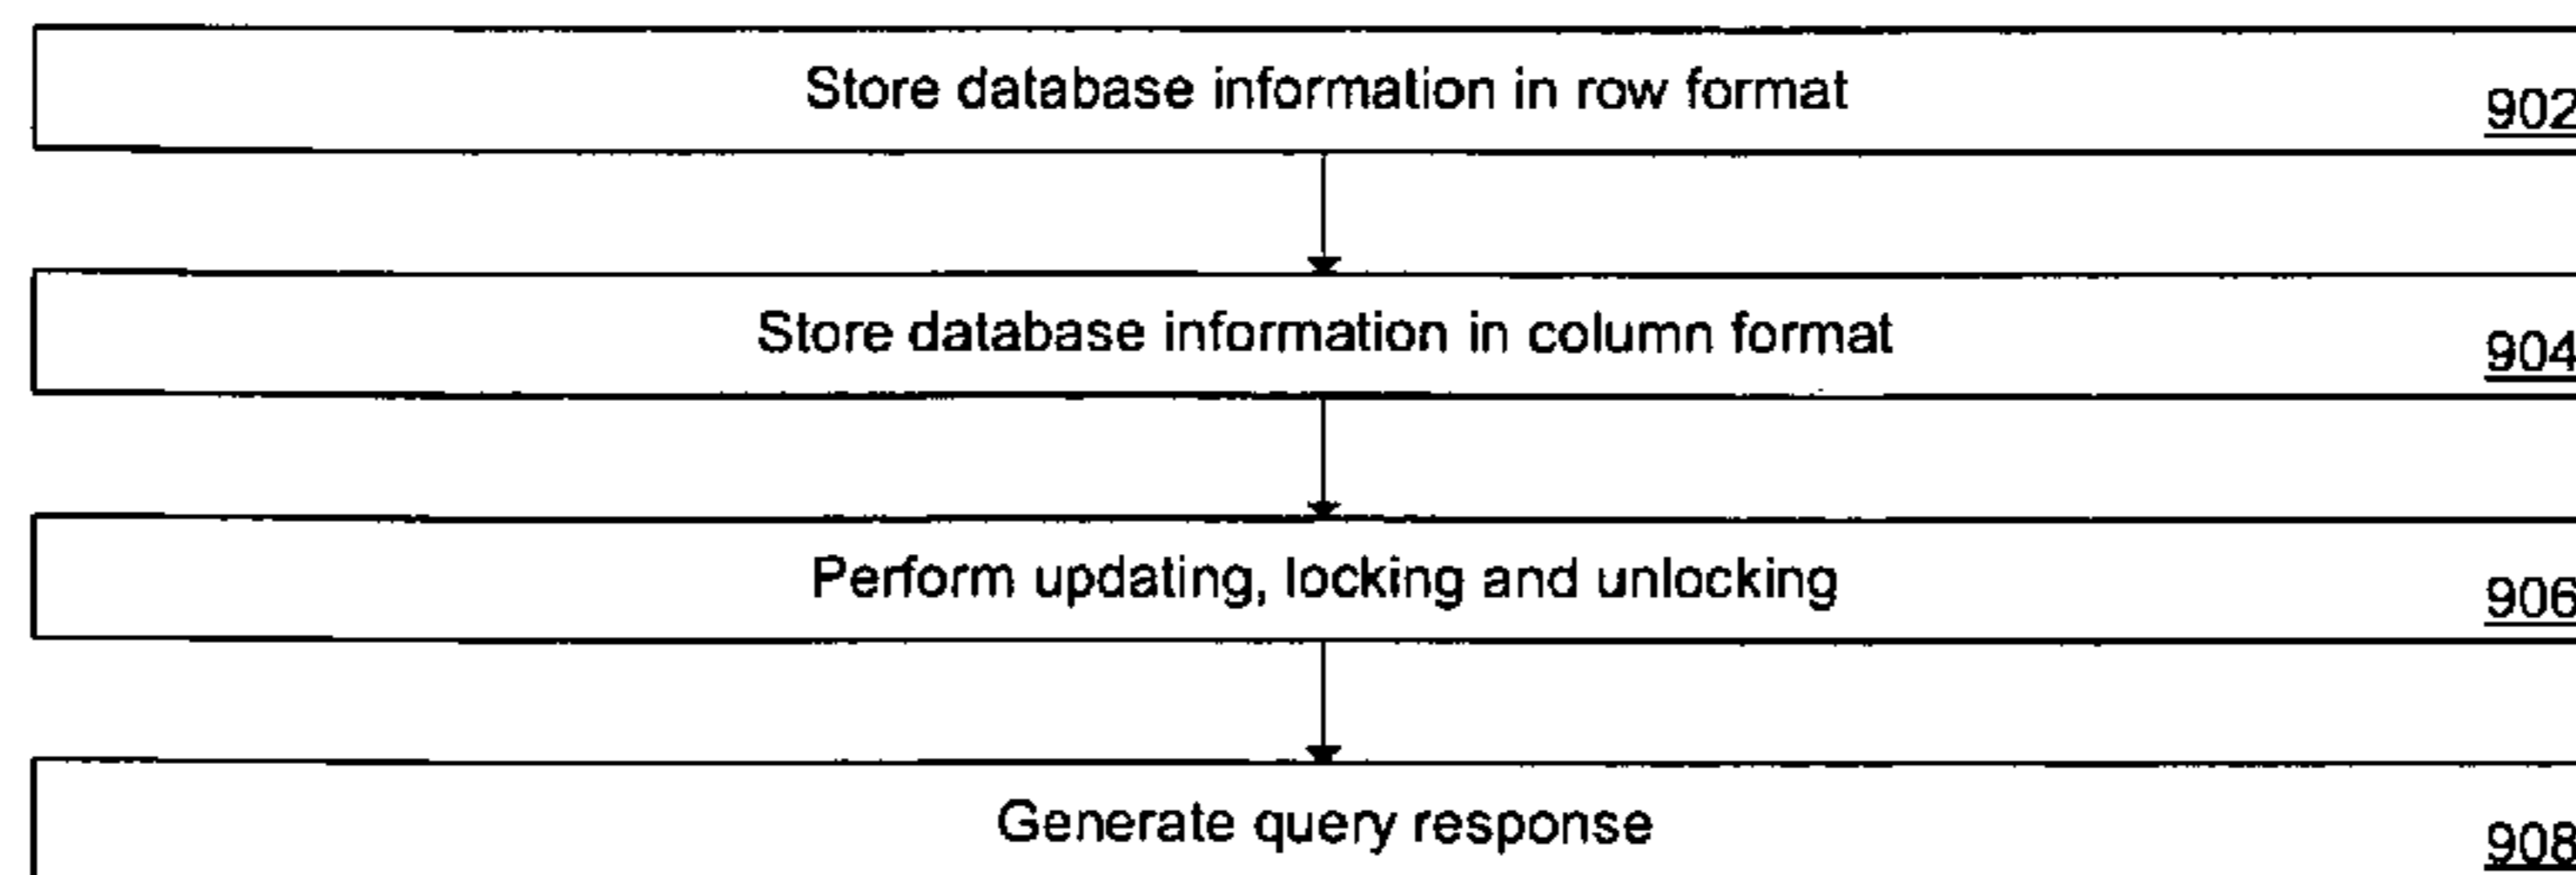 Store database information in row format 902
Store database information in column format 904
Perform updating, locking and unlocking 906
Generate query response 908